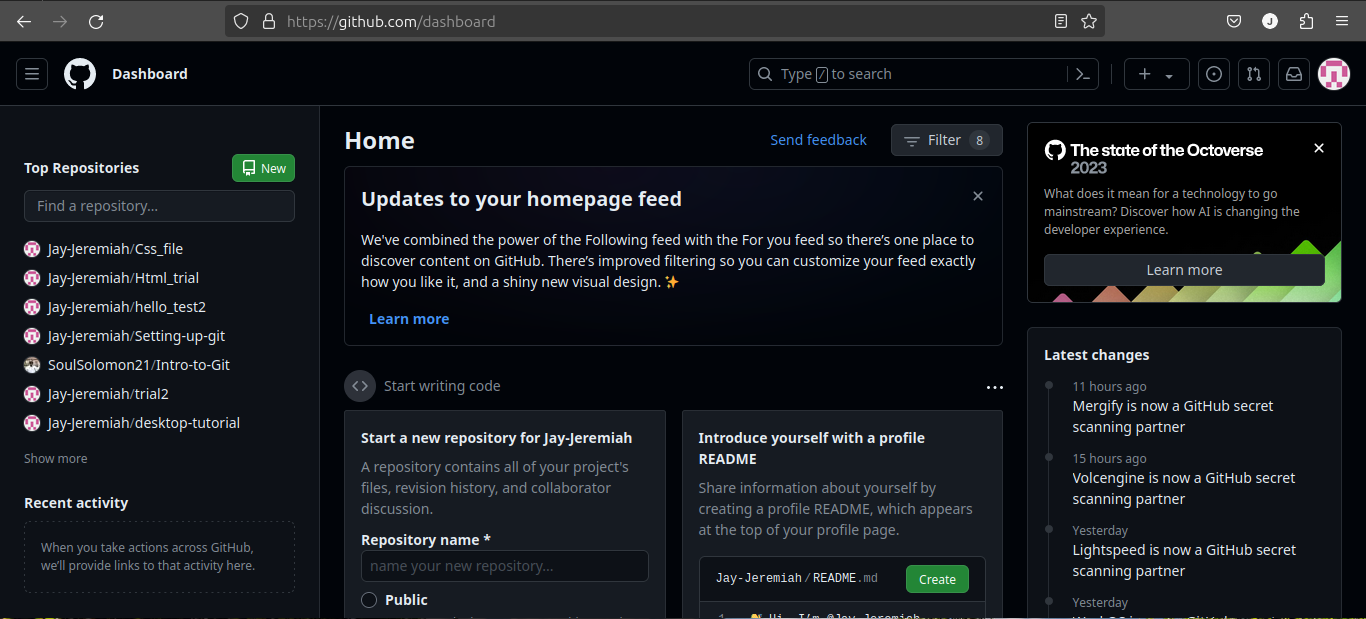 https://github.com/dashboard
J
Dashboard
Type / to search
Top Repositories
New
Find a repository...
Jay-Jeremiah/Css_file
Jay-Jeremiah/Html_trial
Jay-Jeremiah/hello_test2
Jay-Jeremiah/Setting-up-git
SoulSolomon21/Intro-to-Git
Jay-Jeremiah/trial2
Jay-Jeremiah/desktop-tutorial
Show more
Recent activity
When you take actions across GitHub,
we'll provide links to that activity here.
Home
Send feedback
Filter 8
Updates to your homepage feed
We've combined the power of the Following feed with the For you feed so there's one place to
discover content on GitHub. There's improved filtering so you can customize your feed exactly
how you like it, and a shiny new visual design. ✨
Learn more
Start writing code
Start a new repository for Jay-Jeremiah
A repository contains all of your project's
files, revision history, and collaborator
discussion.
Repository name *
name your new repository...
Public
Introduce yourself with a profile
README
Share information about yourself by
creating a profile README, which appears
at the top of your profile page.
Jay-Jeremiah/README.md
Create
1 👋 Hi, I'm @Jay-Jeremiah
The state of the Octoverse
2023
What does it mean for a technology to go
mainstream? Discover how AI is changing the
developer experience.
Learn more
Latest changes
11 hours ago
Mergify is now a GitHub secret
scanning partner
15 hours ago
Volcengine is now a GitHub secret
scanning partner
Yesterday
Lightspeed is now a GitHub secret
scanning partner
Yesterday